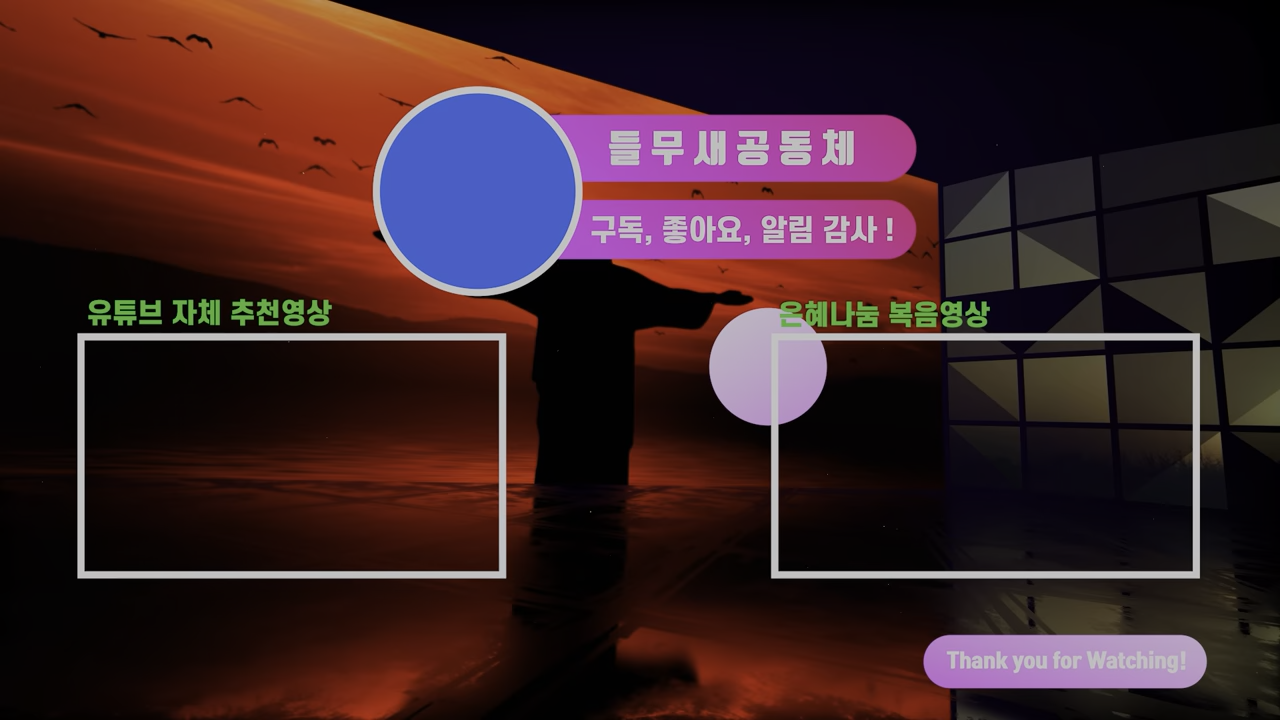 들무새공동체
구독, 좋아요, 알림 감사 !
유튜브 자체 추천영상
은혜나눔 복음영상
Thank you for Watching!